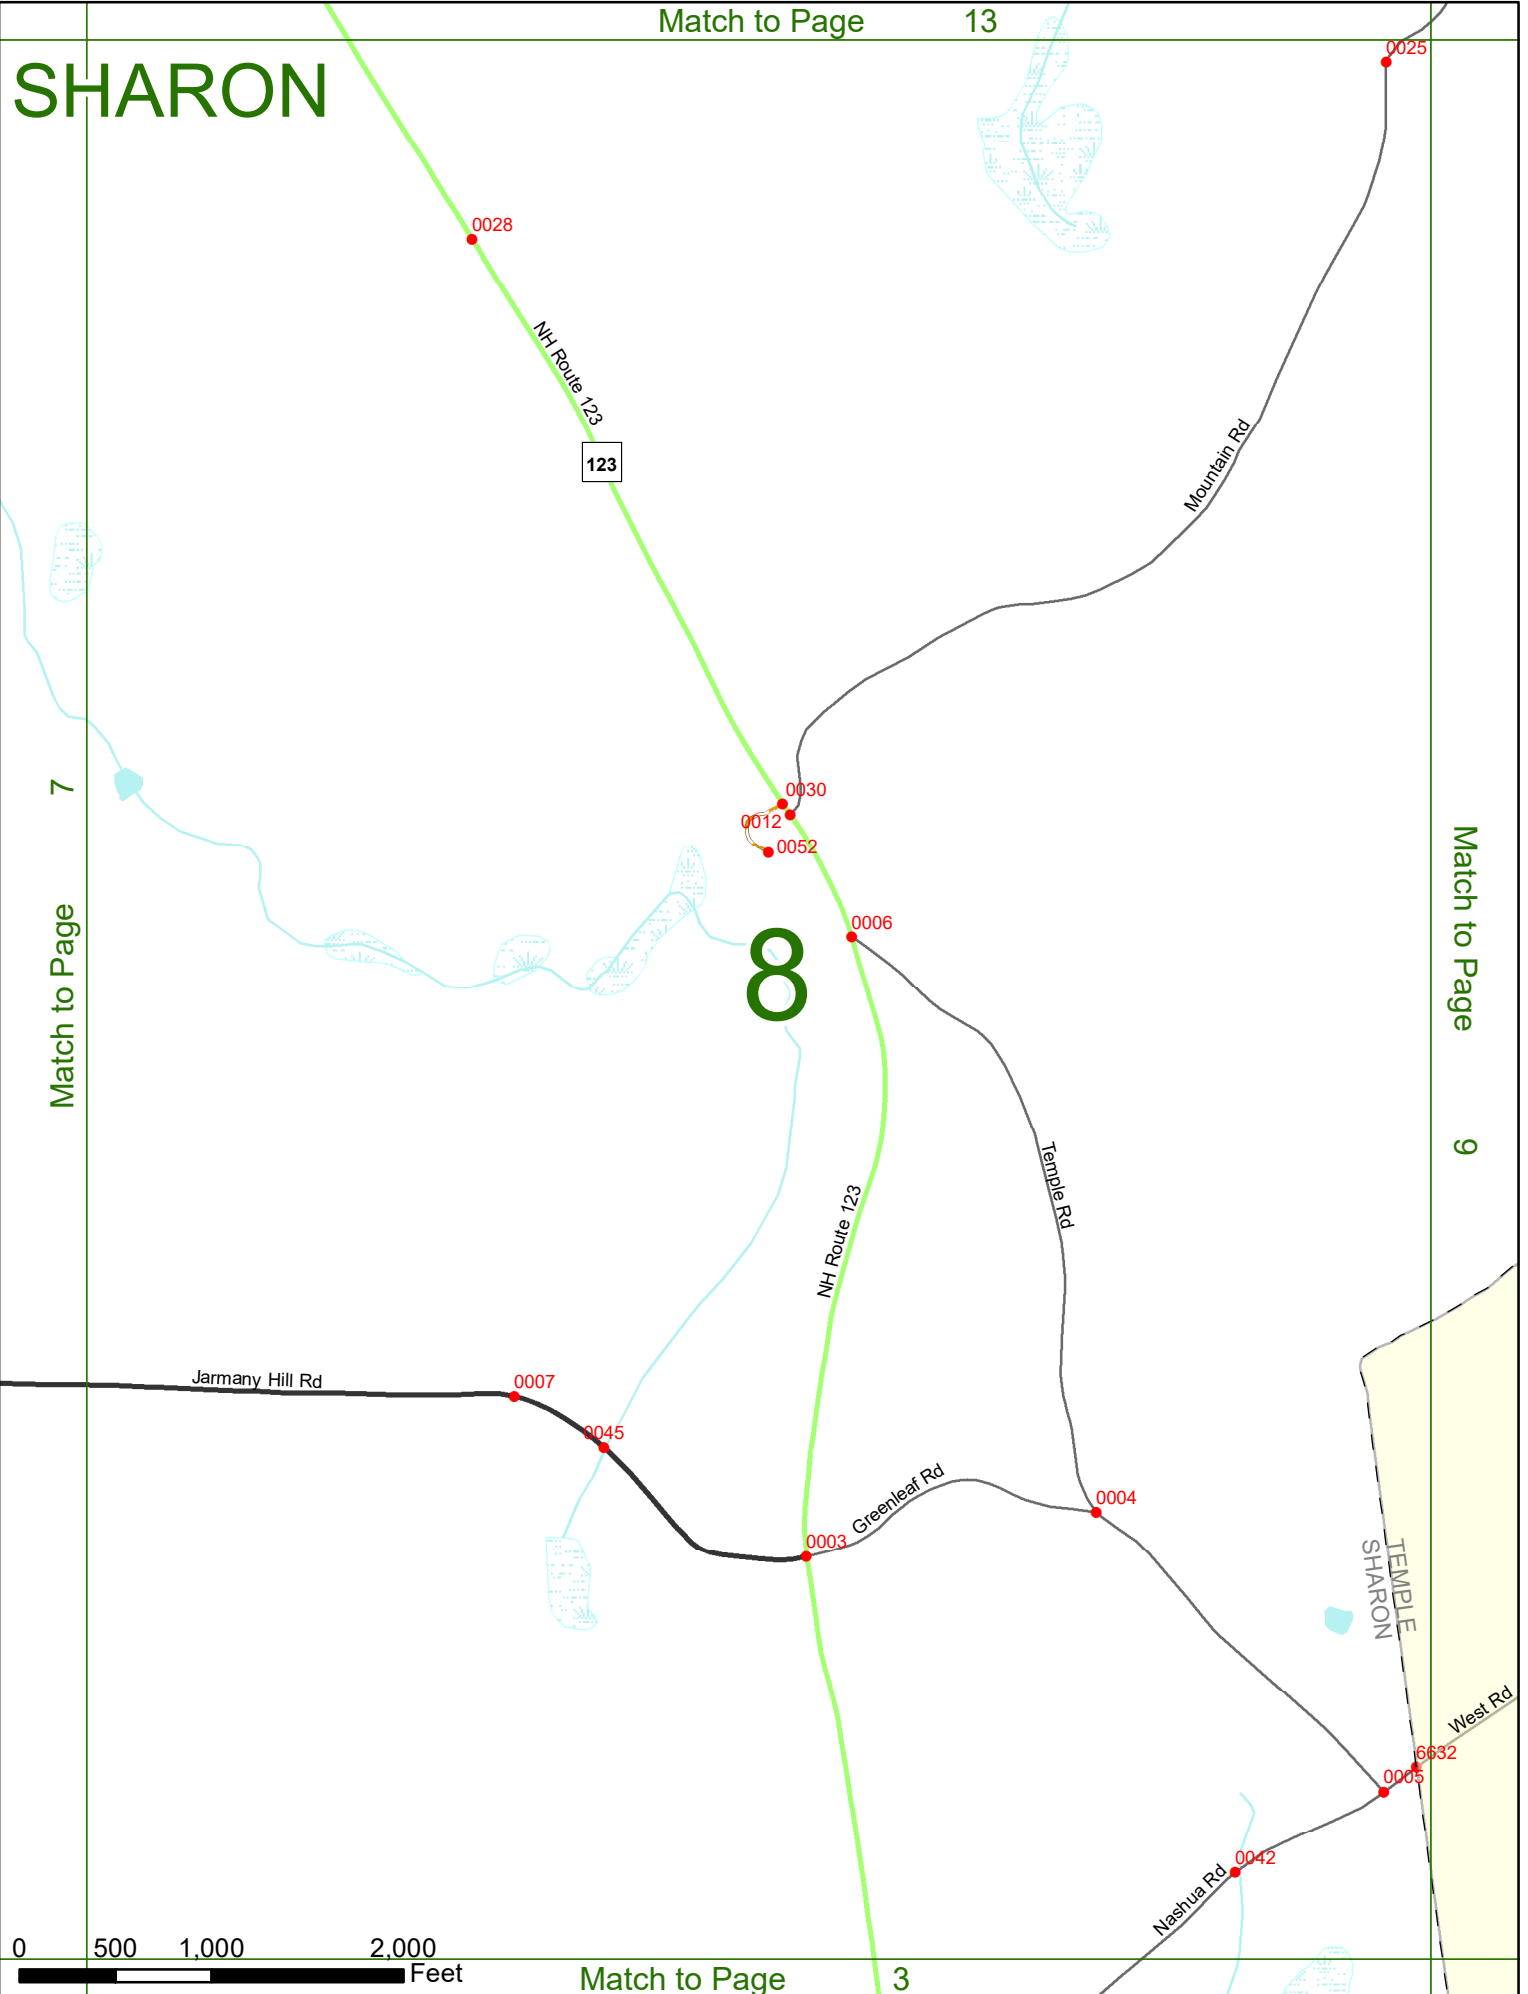 Match to Page 13
SHARON
0025
0028
NH Route 123
123
Mountain Rd
7
Match to Page
0030
0012
0052
Match to Page 9
0006
8
Temple Rd
NH Route 123
Jarmany Hill Rd
0007
0045
Greenleaf Rd
0004
0003
TEMPLE
SHARON
West Rd
6632
0005
0042
Nashua Rd
0 500 1,000 2,000
Feet
Match to Page 3